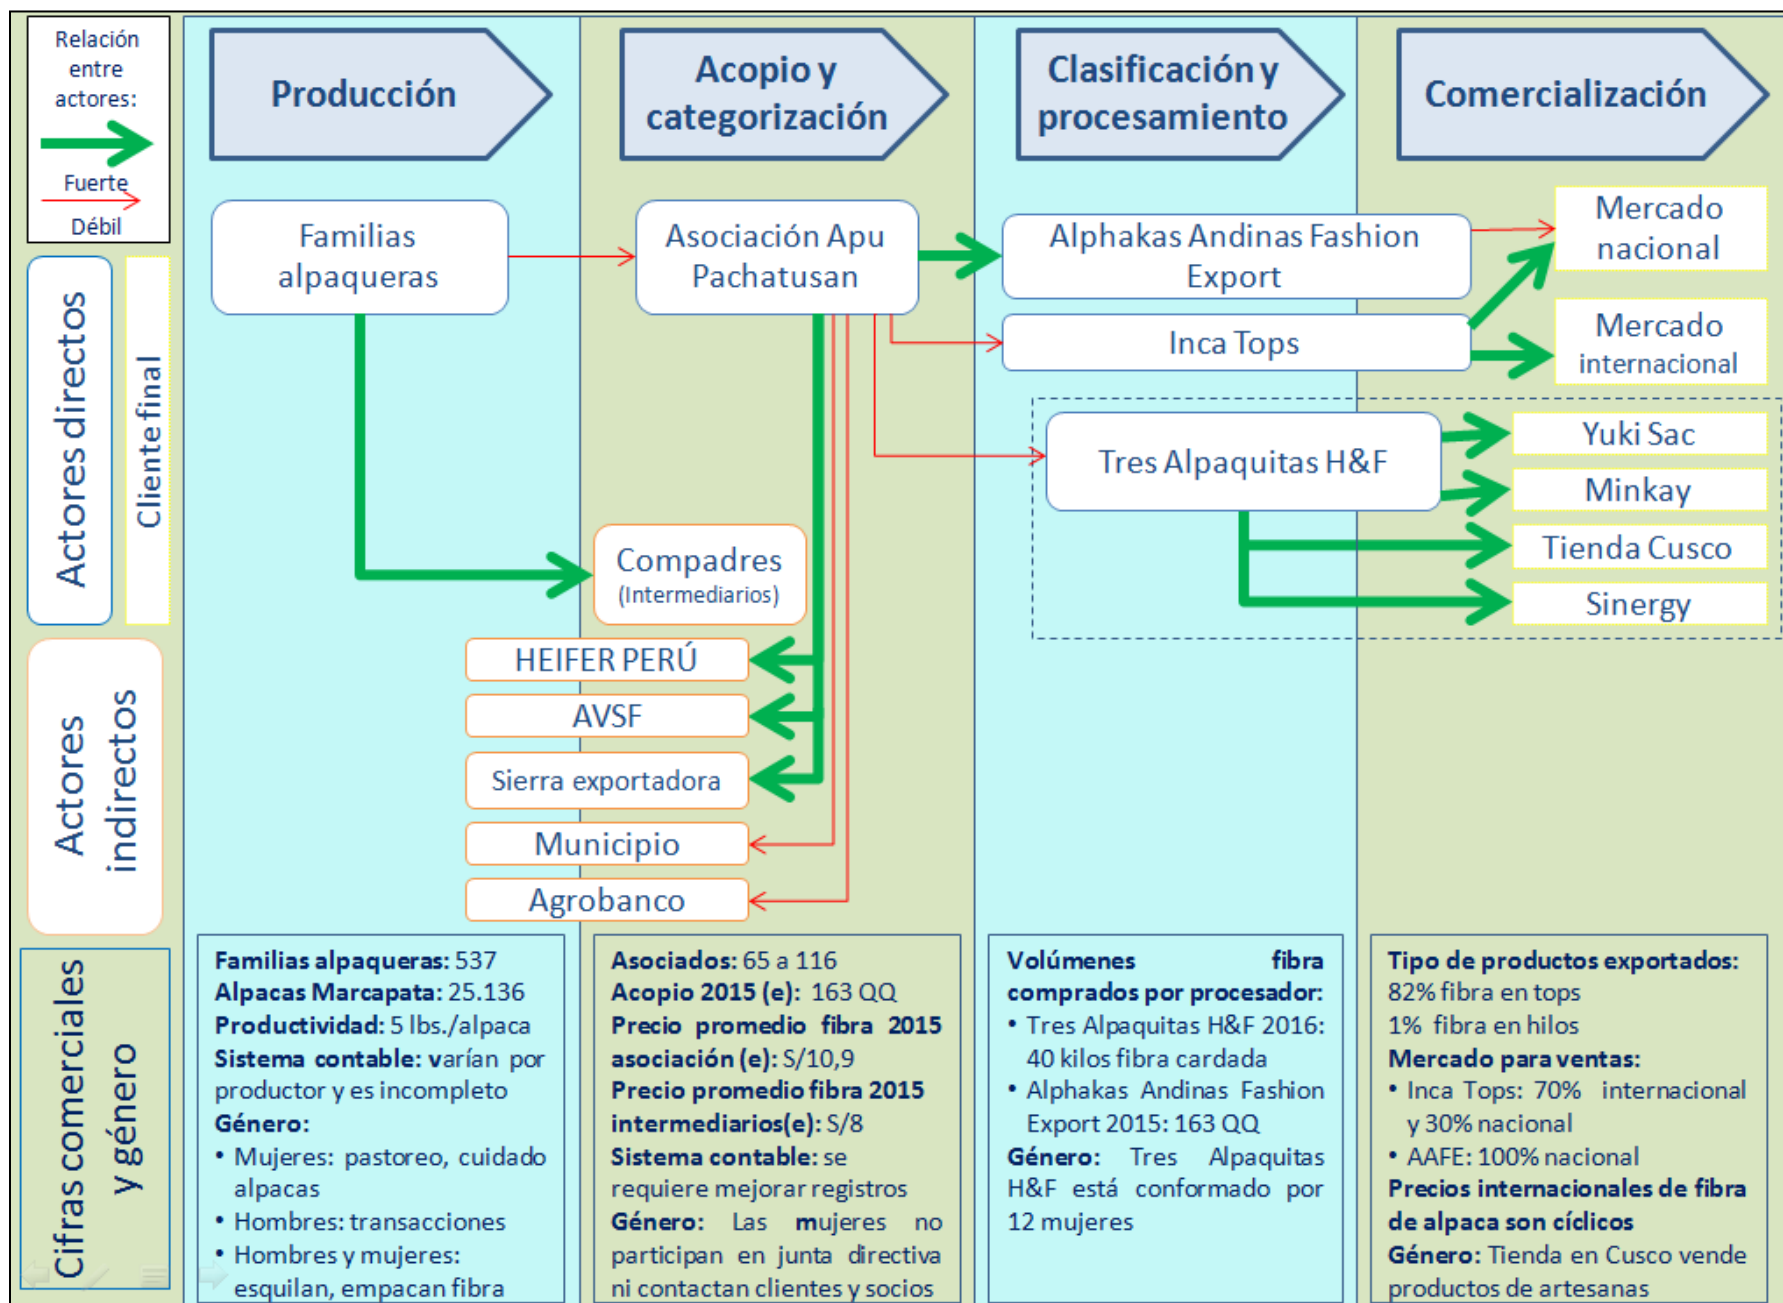 Relación
entre
actores:
Fuerte
Débil
Producción
Acopio y
categorización
Clasificación y
procesamiento
Comercialización
Actores directos
Cliente final
Familias
alpaqueras
Asociación Apu
Pachatusan
Alphakas Andinas Fashion
Export
Mercado
nacional
Inca Tops
Mercado
internacional
Tres Alpaquitas H&F
Yuki Sac
Minkay
Tienda Cusco
Sinergy
Compadres
(Intermediarios)
Actores
indirectos
HEIFER PERÚ
AVSF
Sierra exportadora
Municipio
Agrobanco
Cifras comerciales
y género
Familias alpaqueras: 537
Alpacas Marcapata: 25.136
Productividad: 5 lbs./alpaca
Sistema contable: varían por
productor y es incompleto
Género:
• Mujeres: pastoreo, cuidado
alpacas
• Hombres: transacciones
• Hombres y mujeres:
esquilan, empacan fibra
Asociados: 65 a 116
Acopio 2015 (e): 163 QQ
Precio promedio fibra 2015
asociación (e): S/10,9
Precio promedio fibra 2015
intermediarios(e): S/8
Sistema contable: se
requiere mejorar registros
Género: Las mujeres no
participan en junta directiva
ni contactan clientes y socios
Volúmenes fibra
comprados por procesador:
• Tres Alpaquitas H&F 2016:
40 kilos fibra cardada
• Alphakas Andinas Fashion
Export 2015: 163 QQ
Género: Tres Alpaquitas
H&F está conformado por
12 mujeres
Tipo de productos exportados:
82% fibra en tops
1% fibra en hilos
Mercado para ventas:
• Inca Tops: 70% internacional
y 30% nacional
• AAFE: 100% nacional
Precios internacionales de fibra
de alpaca son cíclicos
Género: Tienda en Cusco vende
productos de artesanas